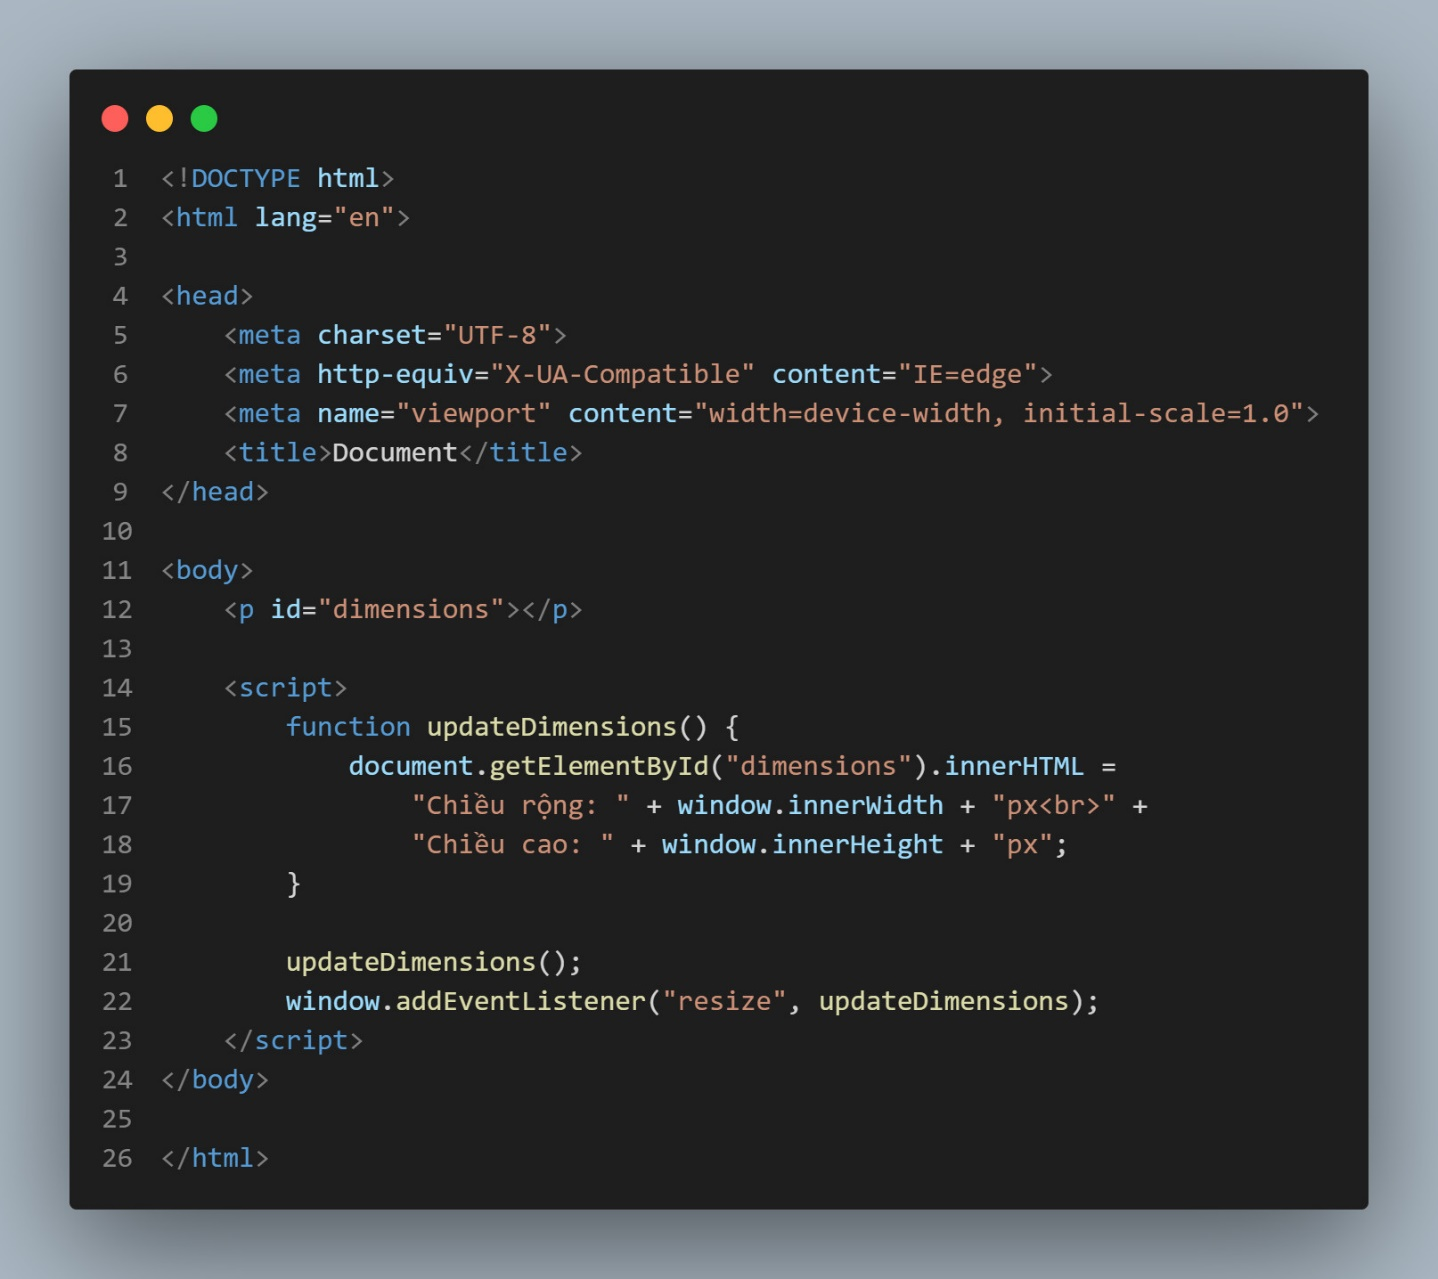 1 <!DOCTYPE html>
2 <html lang="en">
3
4 <head>
5     <meta charset="UTF-8">
6     <meta http-equiv="X-UA-Compatible" content="IE=edge">
7     <meta name="viewport" content="width=device-width, initial-scale=1.0">
8     <title>Document</title>
9 </head>
10
11 <body>
12     <p id="dimensions"></p>
13
14     <script>
15         function updateDimensions() {
16             document.getElementById("dimensions").innerHTML =
17                 "Chiều rộng: " + window.innerWidth + "px<br>" +
18                 "Chiều cao: " + window.innerHeight + "px";
19         }
20
21         updateDimensions();
22         window.addEventListener("resize", updateDimensions);
23     </script>
24 </body>
25
26 </html>